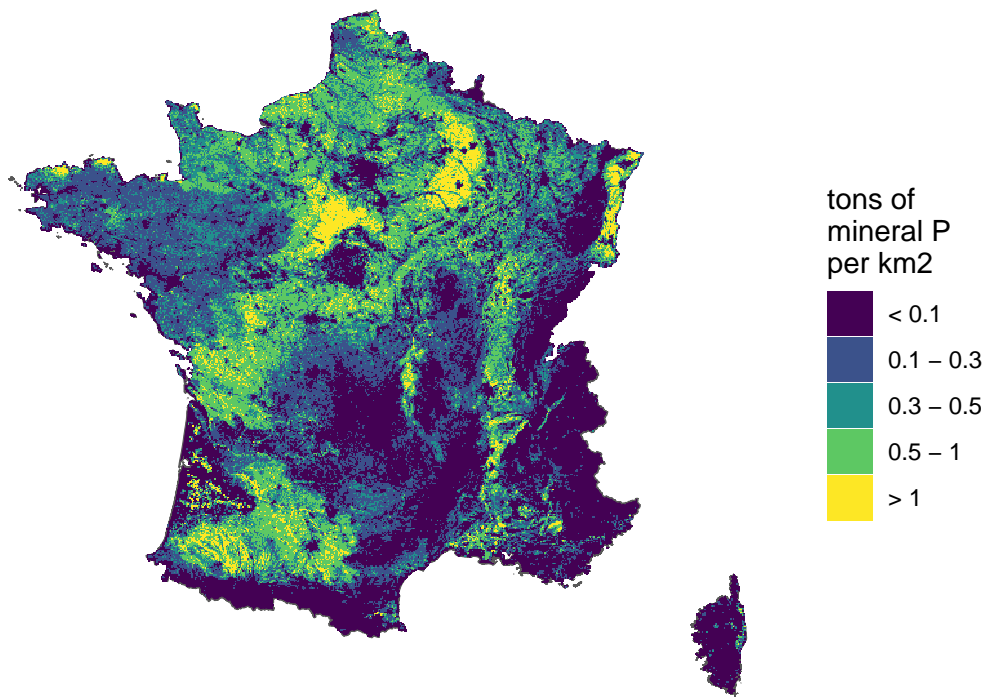 tons of
mineral P
per km2
< 0.1
0.1 − 0.3
0.3 − 0.5
0.5 − 1
> 1